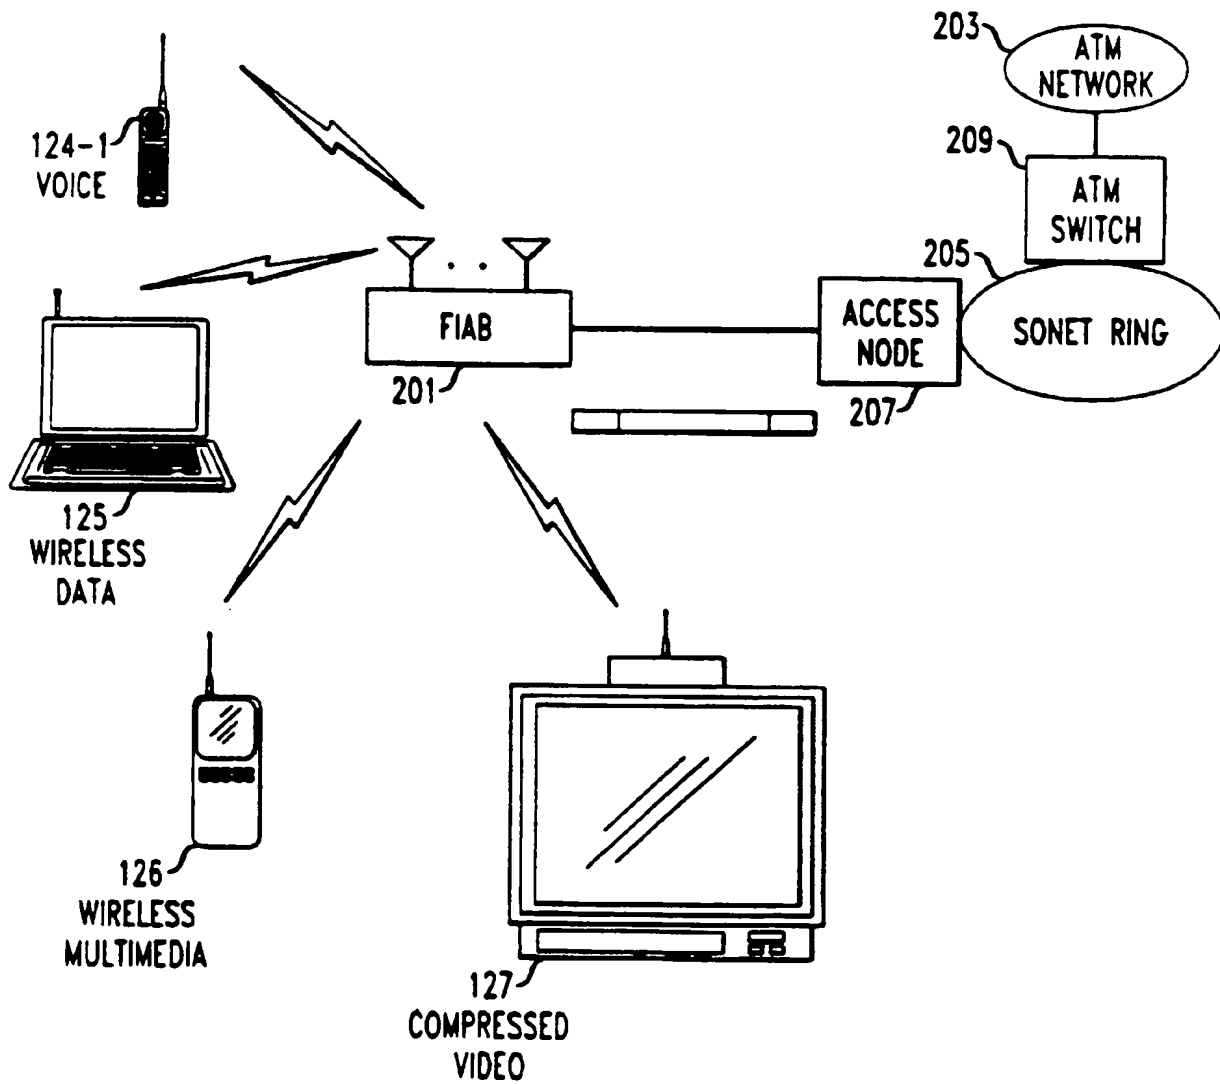 203
ATM
NETWORK
124-1
VOICE
209
ATM
SWITCH
205
FIAB
201
ACCESS
NODE
207
SONET RING
125
WIRELESS
DATA
126
WIRELESS
MULTIMEDIA
127
COMPRESSED
VIDEO